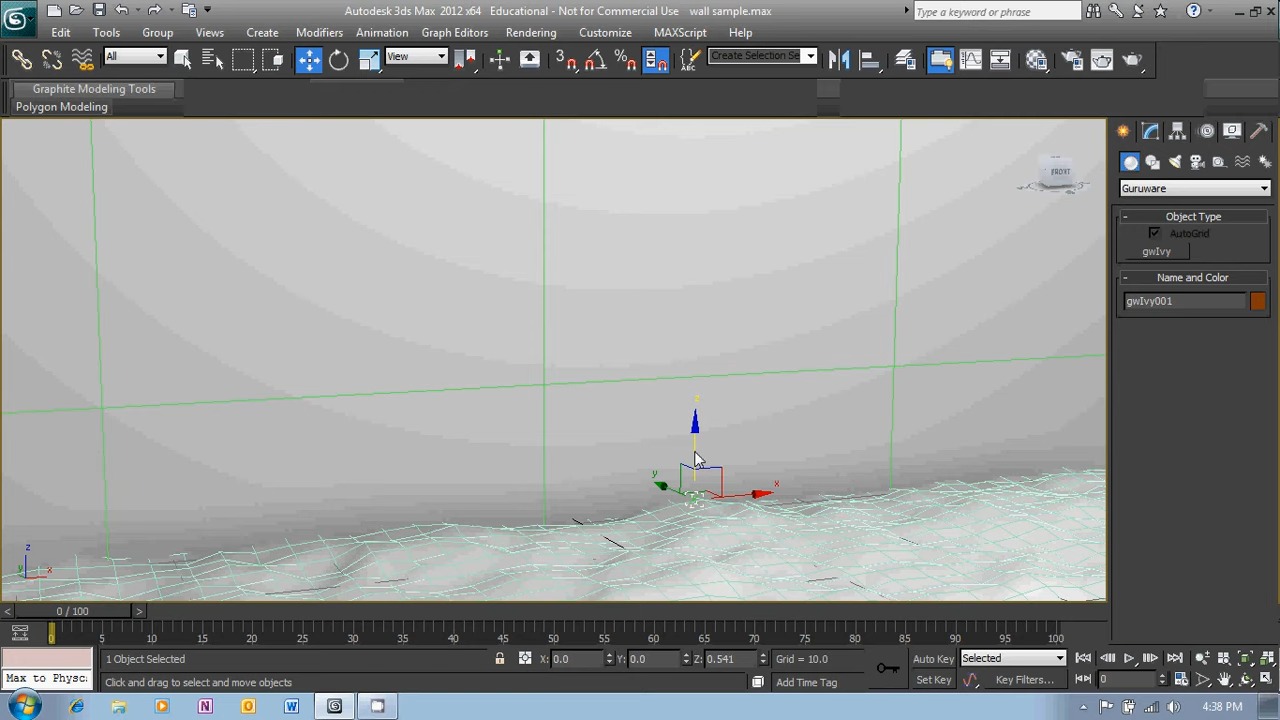 Autodesk 3ds Max 2012 x64 Educational - Not for Commercial Use wall sample.max
Type a keyword or phrase
Edit Tools Group Views Create Modifiers Animation Graph Editors Rendering Customize MAXScript Help
All
View
3
Create Selection Se
Graphite Modeling Tools
Polygon Modeling
FRONT
Guruware
- Object Type
AutoGrid
gwIvy
- Name and Color
gwIvy001
z
y
x
z
y
x
< 0 / 100 >
0 5 10 15 20 25 30 35 40 45 50 55 60 65 70 75 80 85 90 95 100
1 Object Selected X: 0.0 Y: 0.0 Z: 0.541 Grid = 10.0 Auto Key Selected
Max to Physc Click and drag to select and move objects Add Time Tag Set Key Key Filters... 0
4:38 PM